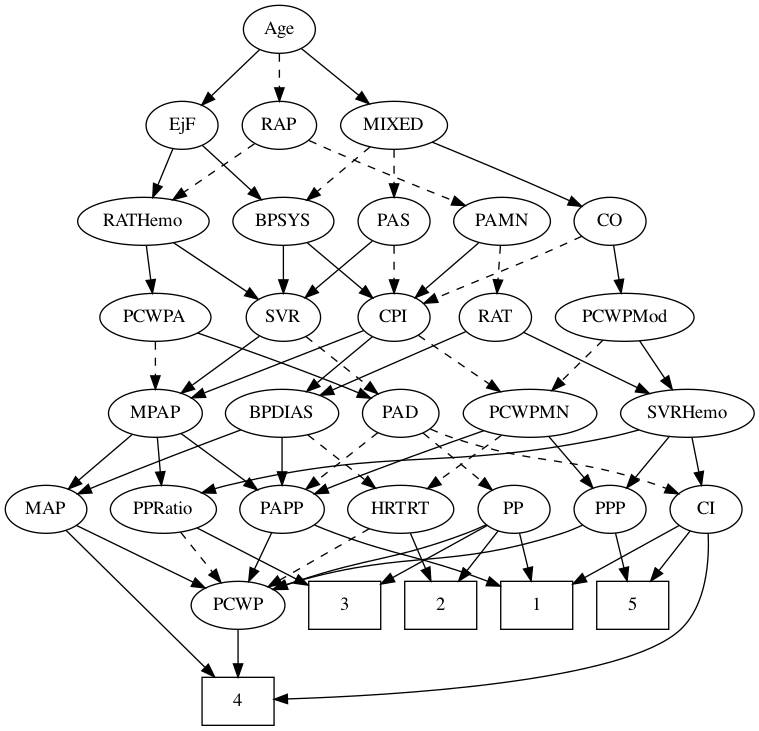 Age
EjF
RAP
MIXED
RATHemo
BPSYS
PAS
PAMN
CO
PCWPA
SVR
CPI
RAT
PCWPMod
MPAP
BPDIAS
PAD
PCWPMN
SVRHemo
MAP
PPRatio
PAPP
HRTRT
PP
PPP
CI
PCWP
3
2
1
5
4